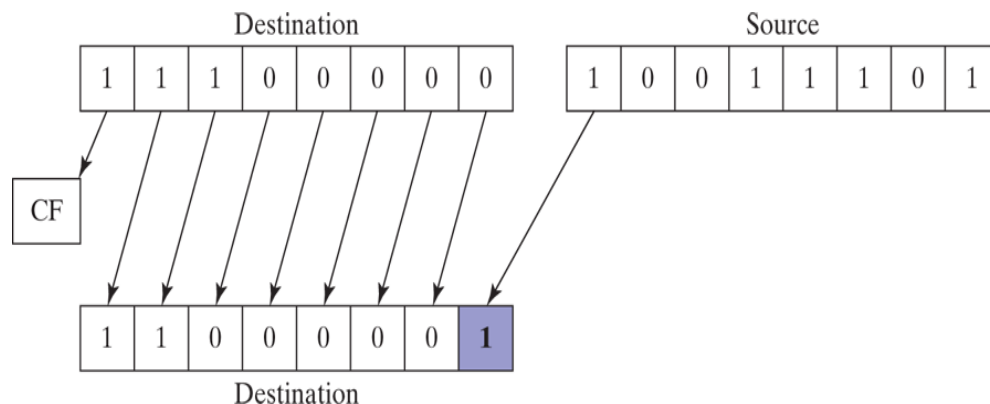 Destination Source
1 1 1 0 0 0 0 0 1 0 0 1 1 1 0 1
CF
1 1 0 0 0 0 0 1
Destination